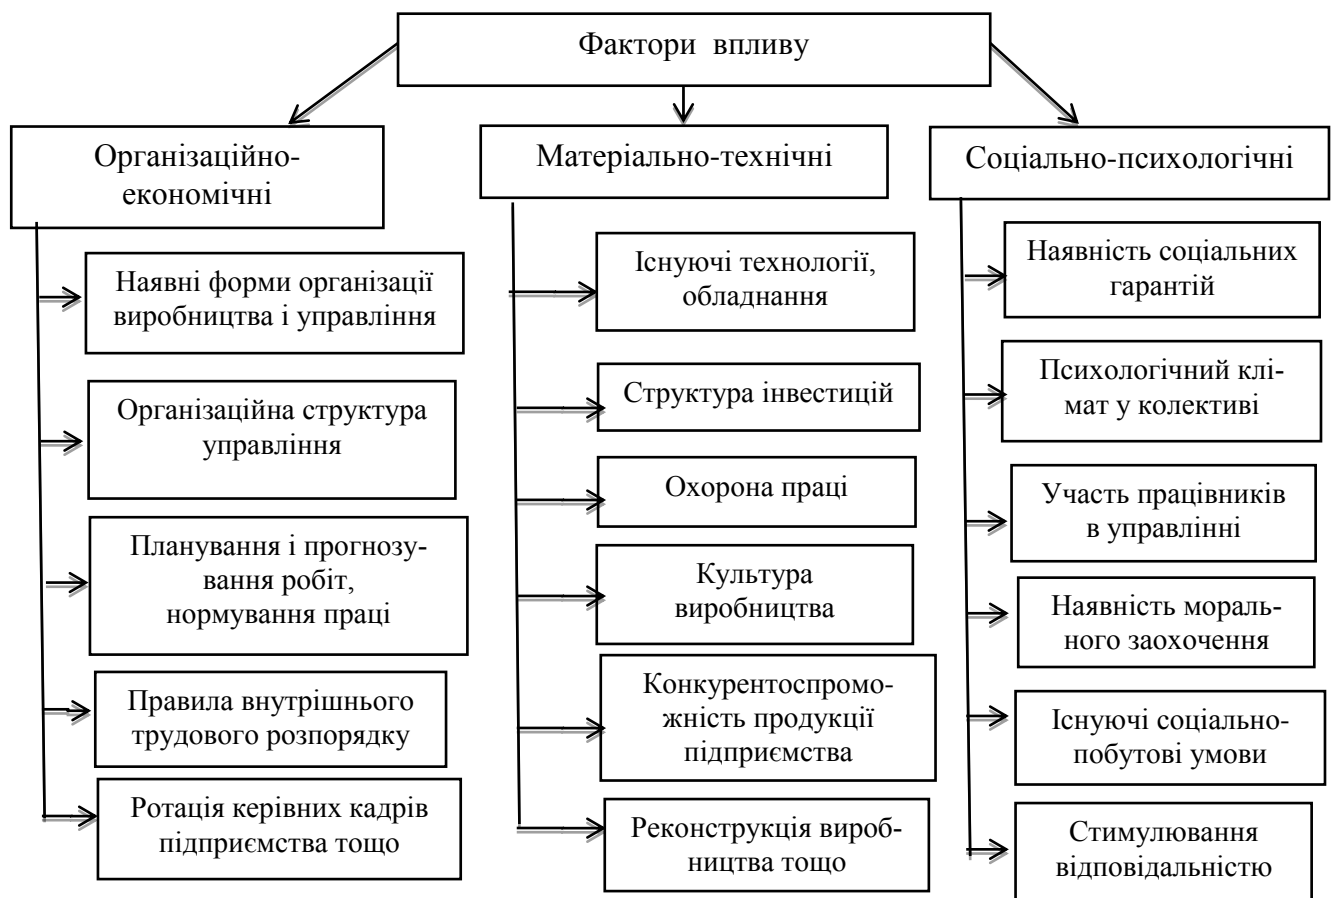 Фактори впливу
Організаційно-
економічні
Наявні форми організації
виробництва і управління
Організаційна структура
управління
Планування і прогнозу-
вання робіт,
нормування праці
Правила внутрішнього
трудового розпорядку
Ротація керівних кадрів
підприємства тощо
Матеріально-технічні
Існуючі технології,
обладнання
Структура інвестицій
Охорона праці
Культура
виробництва
Конкурентоспромо-
жність продукції
підприємства
Реконструкція вироб-
ництва тощо
Соціально-психологічні
Наявність соціальних
гарантій
Психологічний клі-
мат у колективі
Участь працівників
в управлінні
Наявність мораль-
ного заохочення
Існуючі соціально-
побутові умови
Стимулювання
відповідальністю